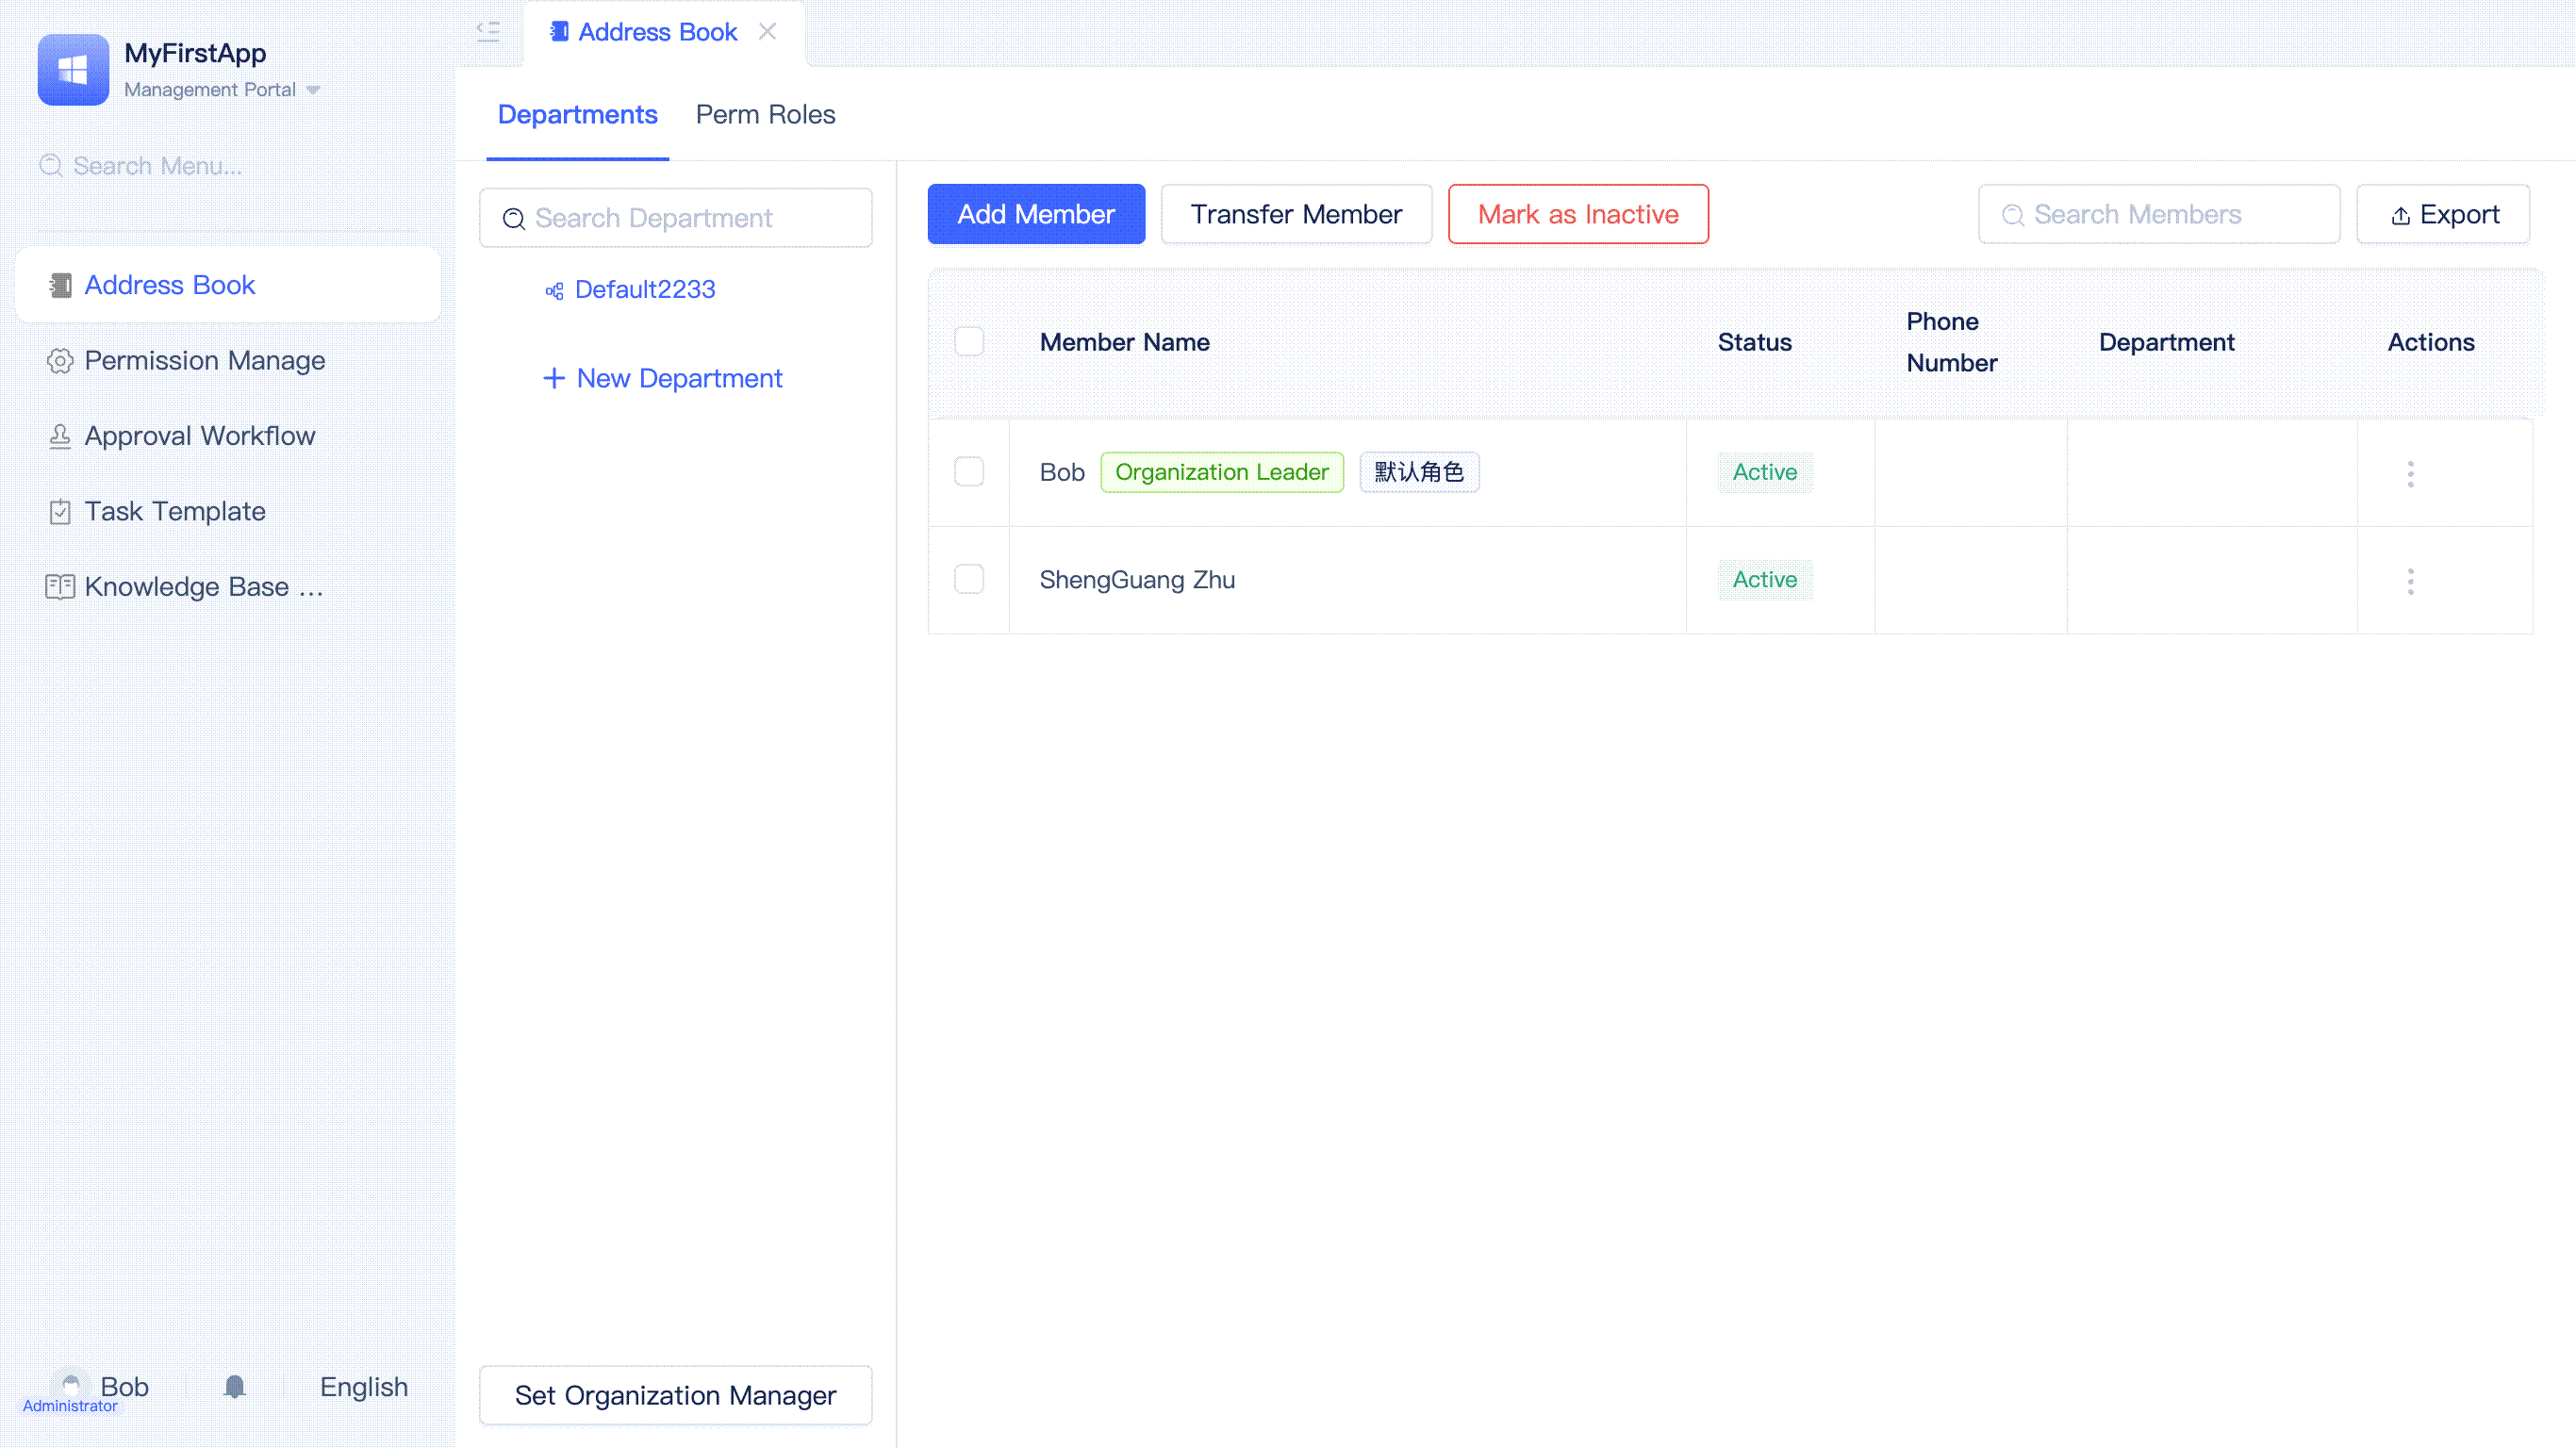 MyFirstApp
Management Portal
Search Menu...
Address Book
Permission Manage
Approval Workflow
Task Template
Knowledge Base ...
Bob
Administrator
English
Address Book
Departments
Perm Roles
Search Department
Default2233
New Department
Set Organization Manager
Add Member
Transfer Member
Mark as Inactive
Search Members
Export
Member Name
Status
Phone
Number
Department
Actions
Bob
Organization Leader
默认角色
Active
ShengGuang Zhu
Active